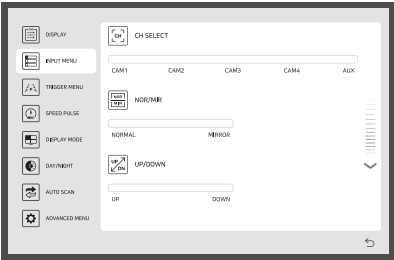 DISPLAY
INPUT MENU
TRIGGER MENU
SPEED PULSE
DISPLAY MODE
DAY/NIGHT
AUTO SCAN
ADVANCED MENU
CH CH SELECT
CAM1 CAM2 CAM3 CAM4 AUX
NOR
MIR
NOR/MIR
NORMAL MIRROR
UP
DN
UP/DOWN
UP DOWN